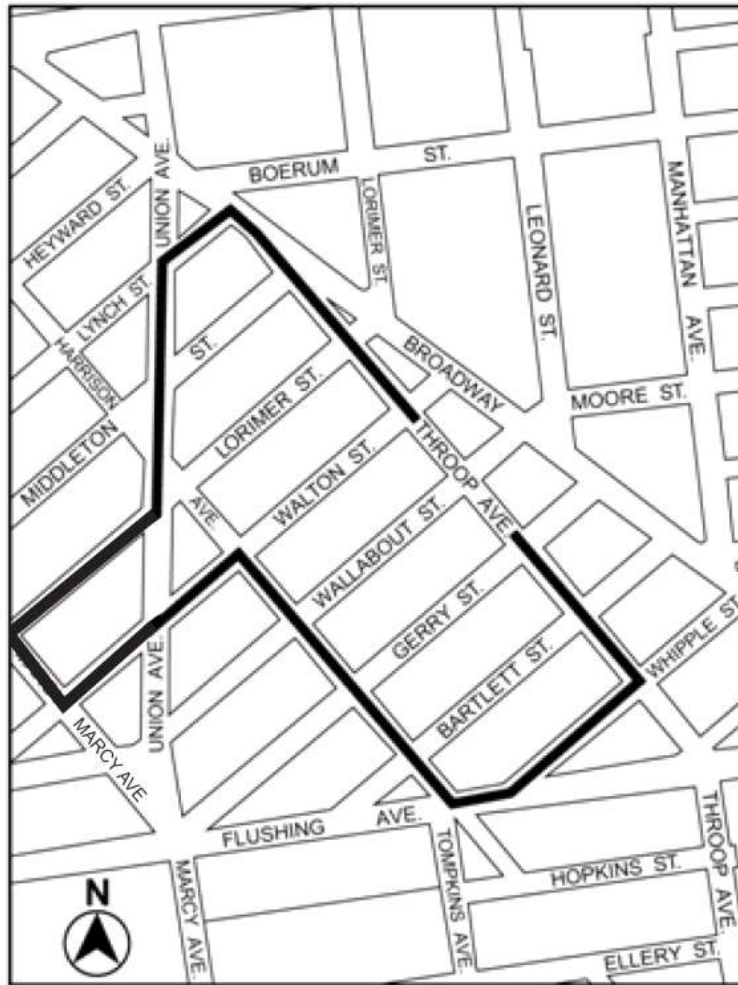 BOERUM ST.
UNION AVE.
HEYWARD ST.
LORIMER ST.
MANHATTAN AVE.
LEONARD ST.
LYNCH ST.
HARRISON AVE.
ST.
BROADWAY
MOORE ST.
LORIMER ST.
MIDDLETON
THROOP AVE
WALTON ST.
WALLABOUT ST.
GERRY ST.
WHIPPLE ST.
BARTLETT ST.
UNION AVE.
MARCY AVE
FLUSHING AVE.
THROOP AVE.
TOMPKINS AVE.
HOPKINS ST.
MARCY AVE.
N
ELLERY ST.